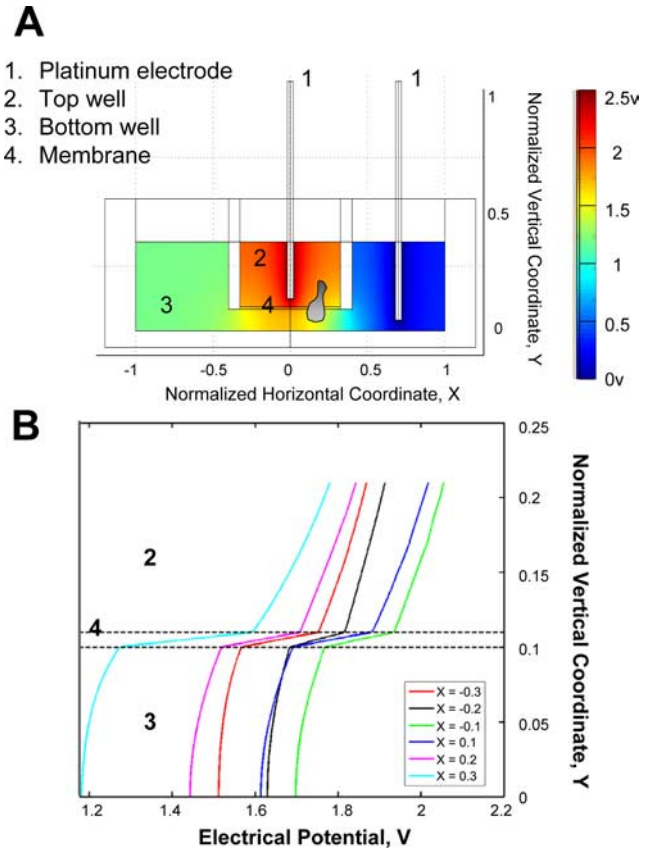 A
1. Platinum electrode
2. Top well
3. Bottom well
4. Membrane
1
1
2
3
4
1
0.5
0
Normalized Vertical Coordinate, Y
2.5v
2
1.5
1
0.5
0v
-1
-0.5
0
0.5
1
Normalized Horizontal Coordinate, X
B
0.25
0.2
0.15
0.1
0.05
0
Normalized Vertical Coordinate, Y
2
4
3
X = -0.3
X = -0.2
X = -0.1
X = 0.1
X = 0.2
X = 0.3
1.2
1.4
1.6
1.8
2
2.2
Electrical Potential, V